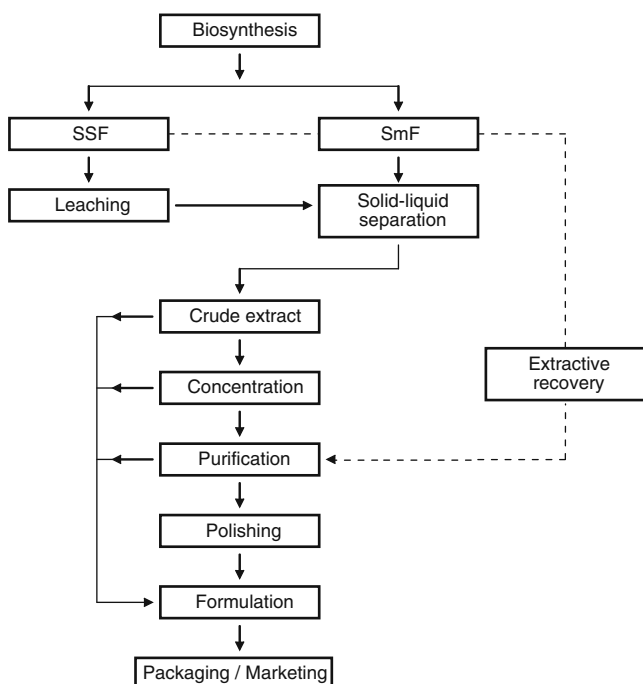 Biosynthesis
SSF
SmF
Leaching
Solid-liquid
separation
Crude extract
Concentration
Extractive
recovery
Purification
Polishing
Formulation
Packaging / Marketing